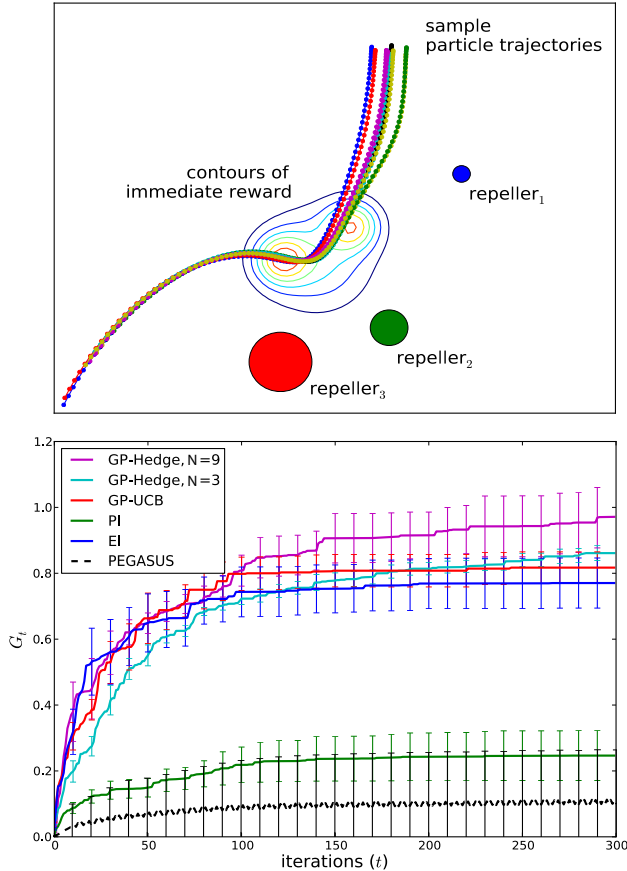 sample
particle trajectories
contours of
immediate reward
repeller₁
repeller₂
repeller₃
1.2
1.0
0.8
0.6
0.4
0.2
0.0
G_t
GP-Hedge, N=9
GP-Hedge, N=3
GP-UCB
PI
EI
PEGASUS
0 50 100 150 200 250 300
iterations (t)